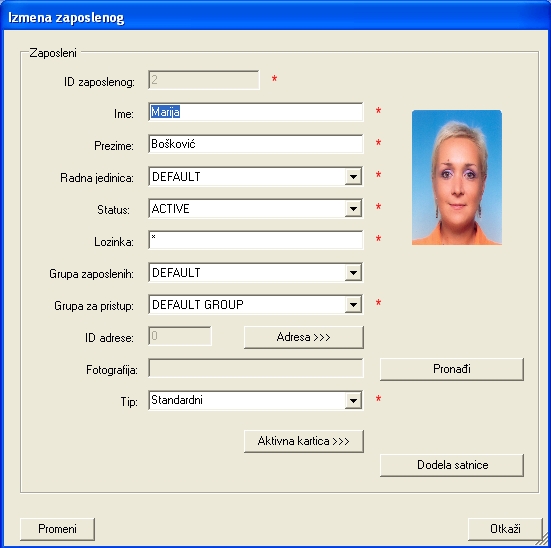 Izmena zaposlenog
Zaposleni
ID zaposlenog: 2 *
Ime: Marija *
Prezime: Bošković *
Radna jedinica: DEFAULT *
Status: ACTIVE *
Lozinka: * *
Grupa zaposlenih: DEFAULT
Grupa za pristup: DEFAULT GROUP *
ID adrese: 0 Adresa >>>
Fotografija: Pronađi
Tip: Standardni *
Aktivna kartica >>>
Dodela satnice
Promeni Otkaži